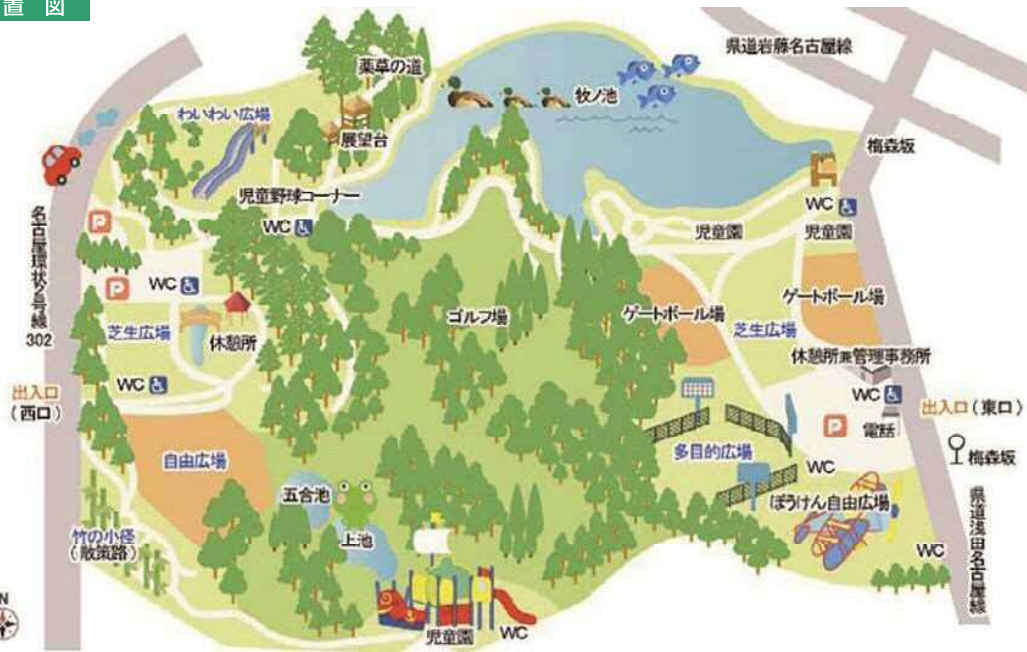 置 図
県道岩藤名古屋線
薬草の道
牧ノ池
わいわい広場
展望台
梅森坂
児童野球コーナー
WC
児童園
WC
児童園
名古屋環状2号線
302
P
WC
P
ゴルフ場
ゲートボール場
ゲートボール場
芝生広場
休憩所
芝生広場
休憩所兼管理事務所
WC
出入口
(西口)
WC
出入口(東口)
P
電話
自由広場
多目的広場
梅森坂
WC
五合池
ぼうけん自由広場
竹の小径
(散策路)
上池
WC
県道浅田名古屋線
N
児童園
WC